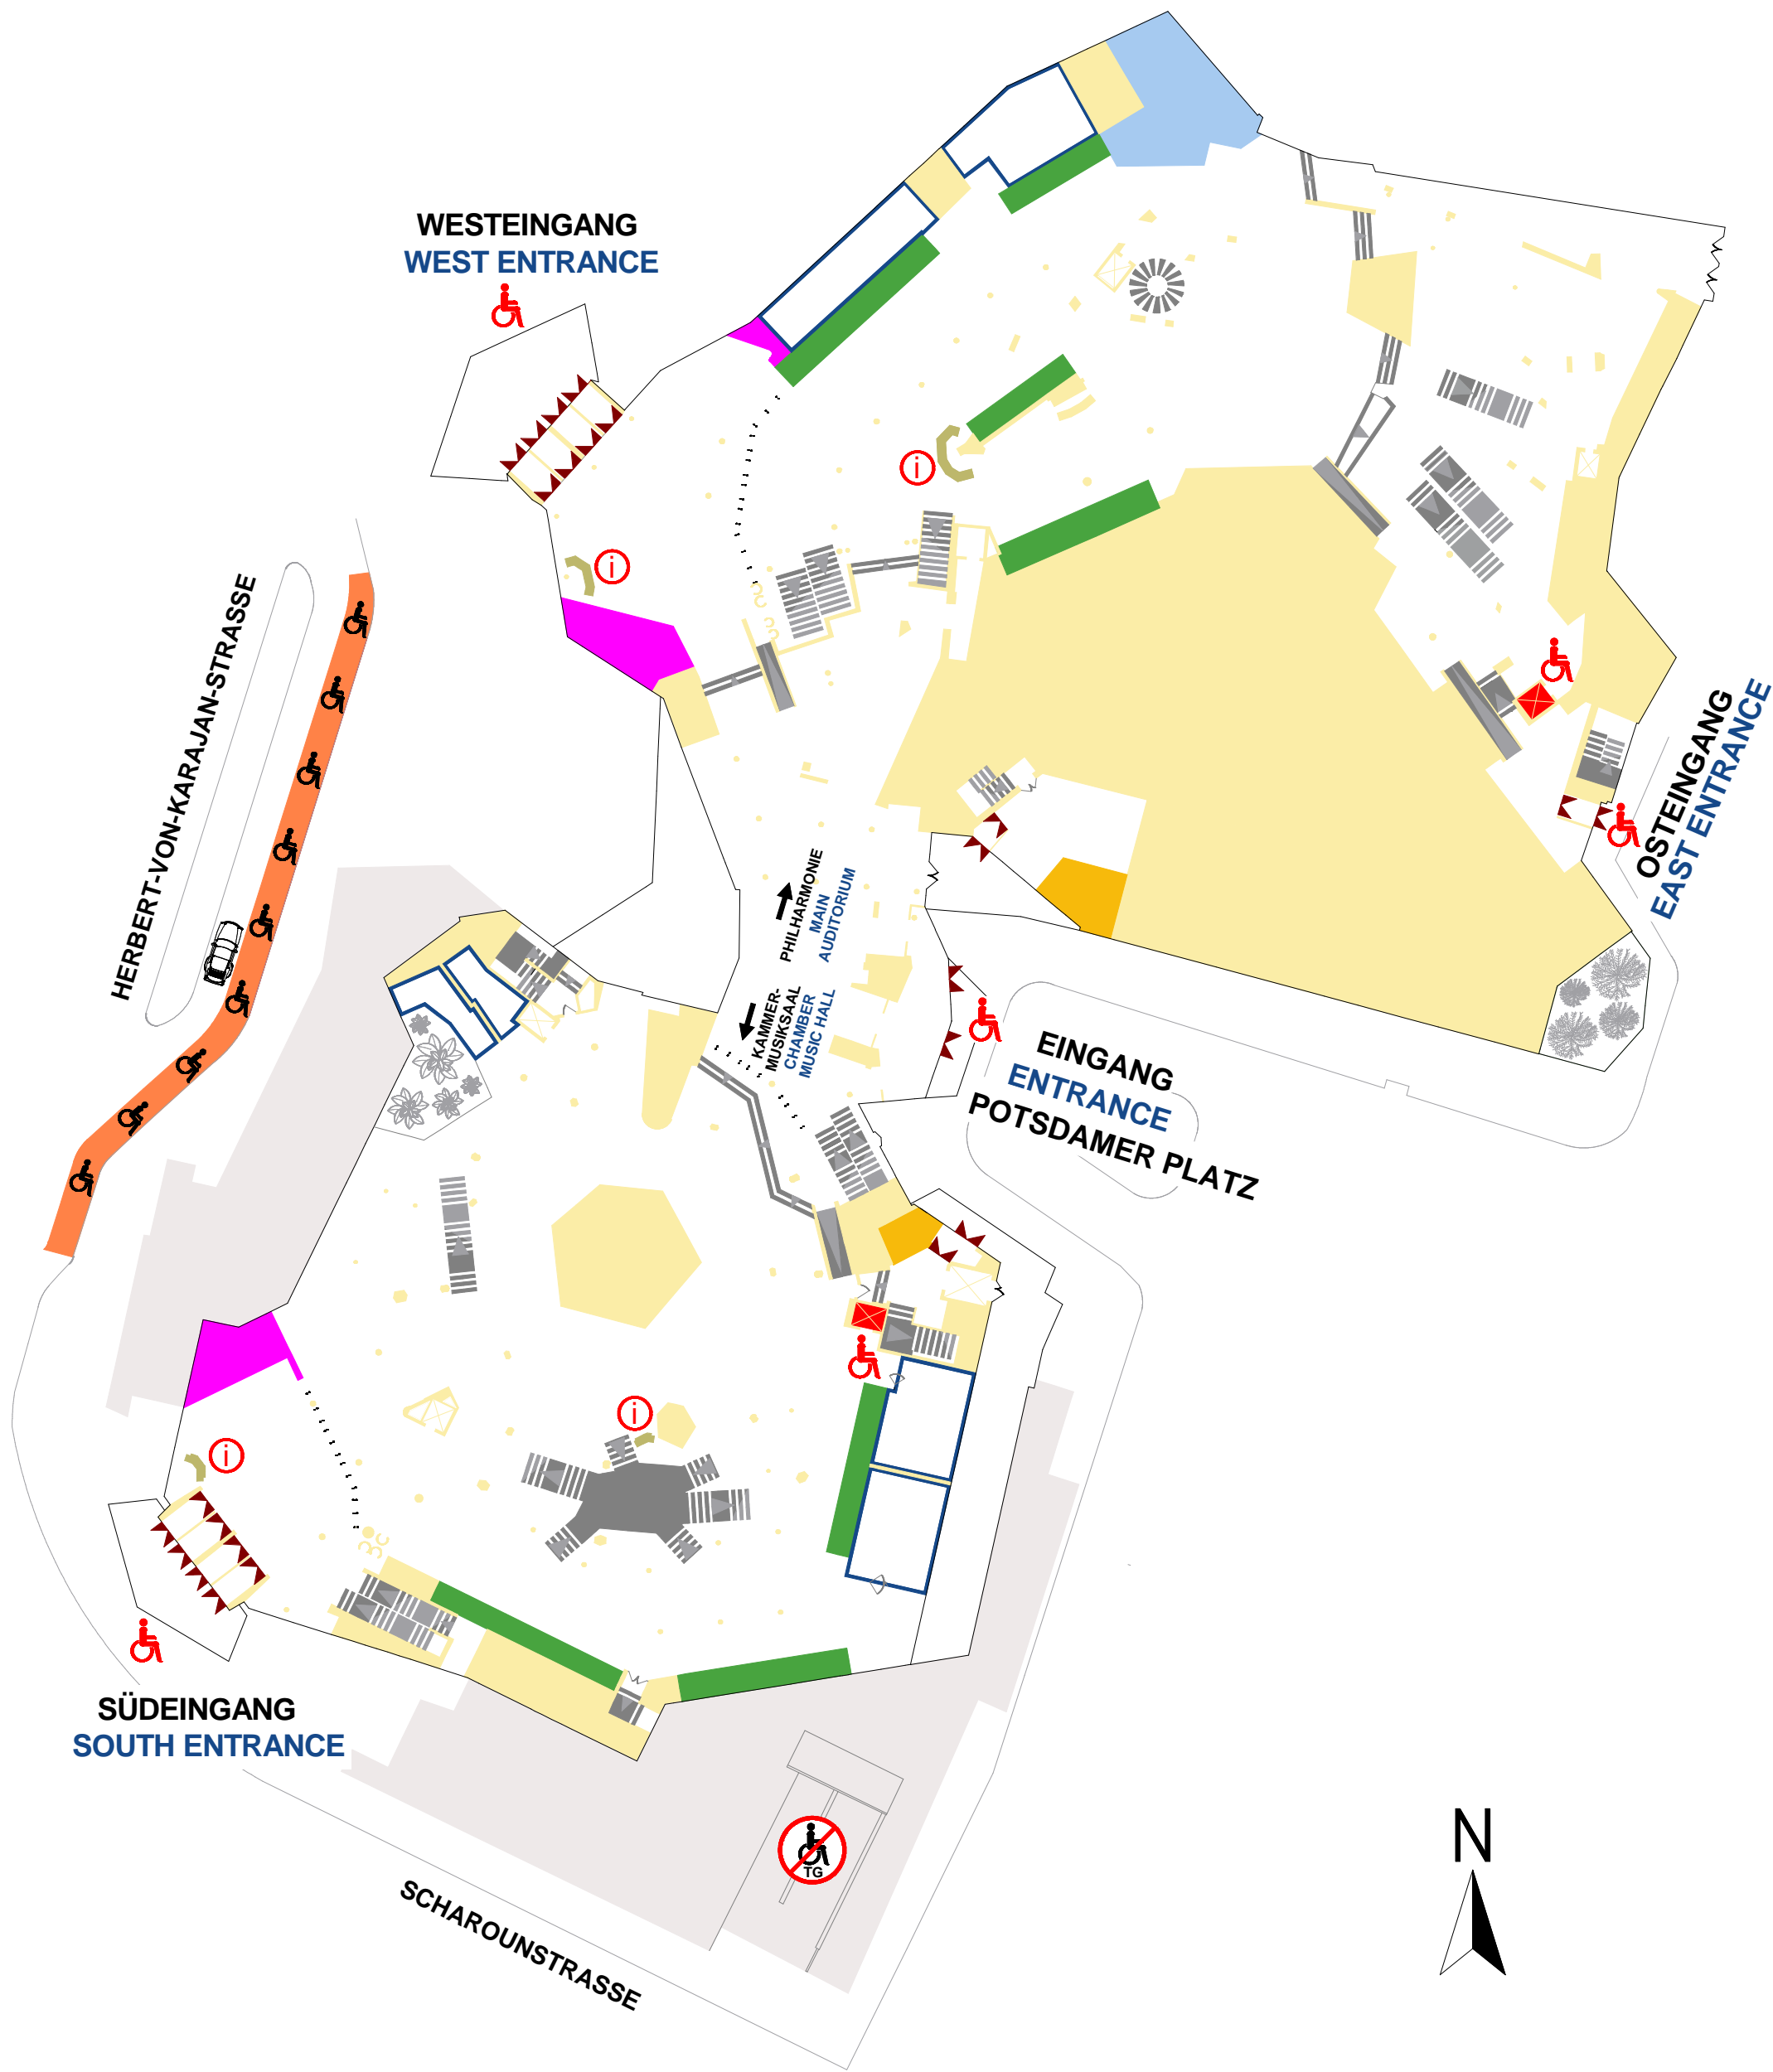 WESTEINGANG
WEST ENTRANCE
i
i
HERBERT-VON-KARAJAN-STRASSE
OSTEINGANG
EAST ENTRANCE
PHILHARMONIE
MAIN
AUDITORIUM
KAMMER-
MUSIKSAAL
CHAMBER
MUSIC HALL
EINGANG
ENTRANCE
POTSDAMER PLATZ
i
i
SÜDEINGANG
SOUTH ENTRANCE
TG
SCHAROUNSTRASSE
N